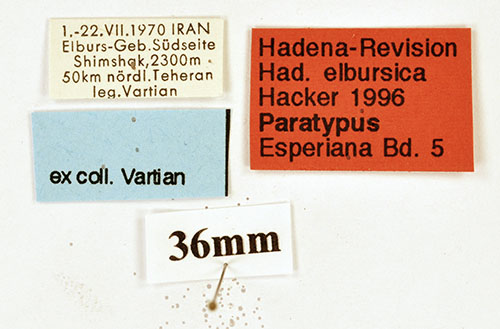 1.-22.VII.1970 IRAN
Elburs-Geb.Südseite
Shimshak,2300m
50km nördl.Teheran
leg.Vartian
Hadena-Revision
Had. elbursica
Hacker 1996
Paratypus
Esperiana Bd. 5
ex coll. Vartian
36mm